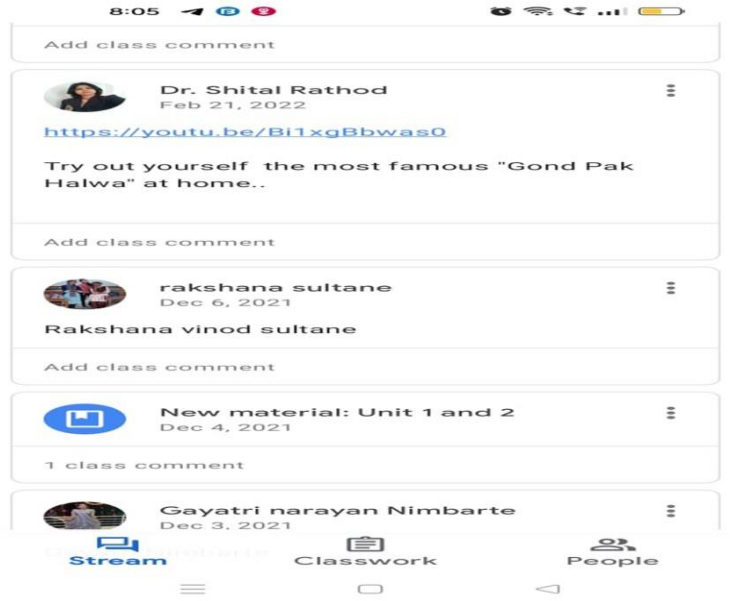 8:05
Add class comment
Dr. Shital Rathod
Feb 21, 2022
https://youtu.be/Bi1xgBbwas0
Try out yourself the most famous "Gond Pak
Halwa" at home..
Add class comment
rakshana sultane
Dec 6, 2021
Rakshana vinod sultane
Add class comment
New material: Unit 1 and 2
Dec 4, 2021
1 class comment
Gayatri narayan Nimbarte
Dec 3, 2021
Stream
Classwork
People